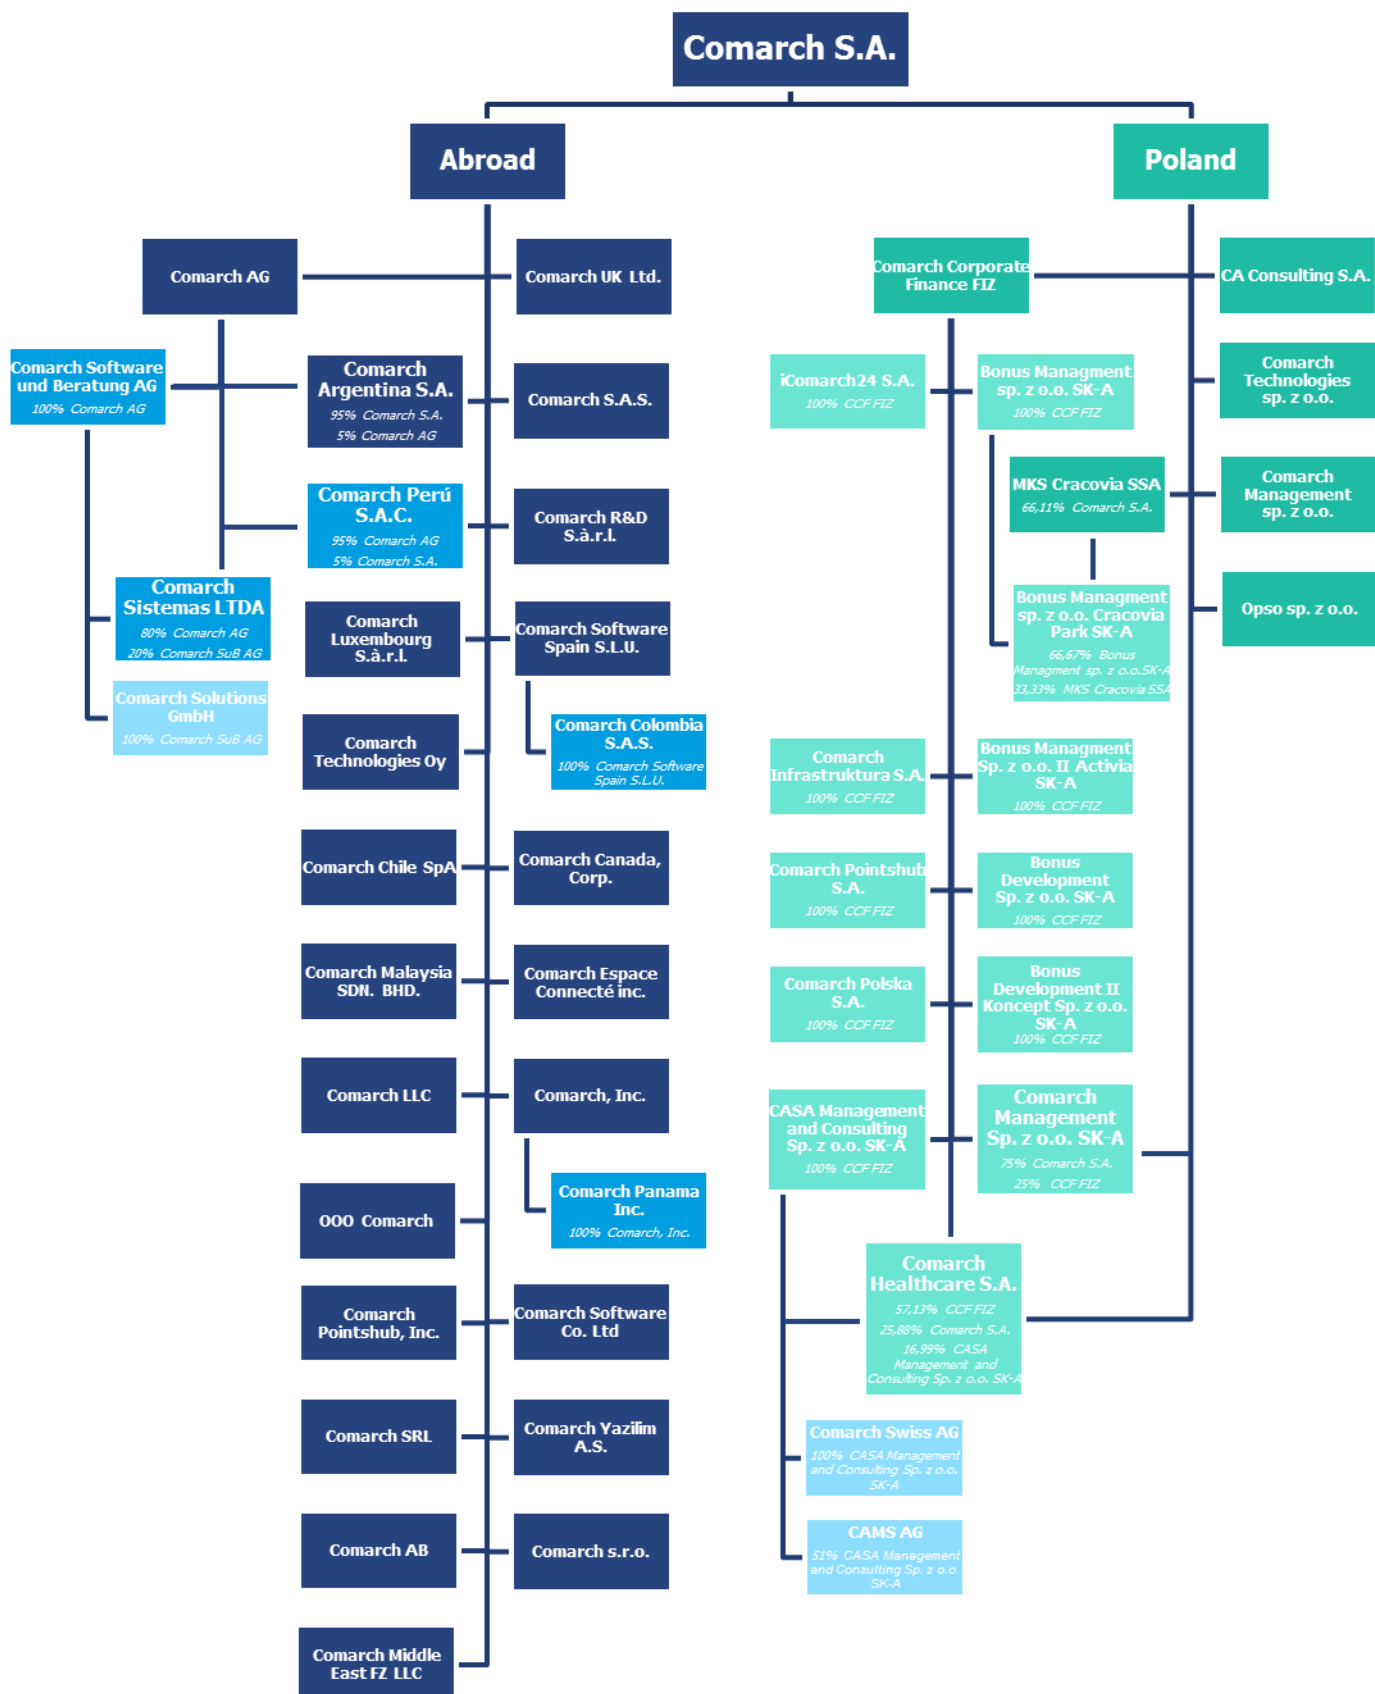 Comarch S.A.
Abroad
Poland
Comarch AG
Comarch UK Ltd.
Comarch Software
und Beratung AG
100% Comarch AG
Comarch
Argentina S.A.
95% Comarch S.A.
5% Comarch AG
Comarch S.A.S.
Comarch Perú
S.A.C.
95% Comarch AG
5% Comarch S.A.
Comarch R&D
S.à.r.l.
Comarch
Sistemas LTDA
80% Comarch AG
20% Comarch SuB AG
Comarch
Luxembourg
S.à.r.l.
Comarch Software
Spain S.L.U.
Comarch Solutions
GmbH
100% Comarch SuB AG
Comarch
Technologies Oy
Comarch Colombia
S.A.S.
100% Comarch Software
Spain S.L.U.
Comarch Chile SpA
Comarch Canada,
Corp.
Comarch Malaysia
SDN. BHD.
Comarch Espace
Connecté inc.
Comarch LLC
Comarch, Inc.
Comarch Panama
Inc.
100% Comarch, Inc.
OOO Comarch
Comarch
Pointshub, Inc.
Comarch Software
Co. Ltd
Comarch SRL
Comarch Yazilim
A.S.
Comarch AB
Comarch s.r.o.
Comarch Middle
East FZ LLC
Comarch Corporate
Finance FIZ
CA Consulting S.A.
iComarch24 S.A.
100% CCF FIZ
Bonus Managment
sp. z o.o. SK-A
100% CCF FIZ
Comarch
Technologies
sp. z o.o.
MKS Cracovia SSA
66,11% Comarch S.A.
Comarch
Management
sp. z o.o.
Bonus Managment
sp. z o.o. Cracovia
Park SK-A
66,67% Bonus
Managment sp. z o.o.SK-A
33,33% MKS Cracovia SSA
Opso sp. z o.o.
Comarch
Infrastruktura S.A.
100% CCF FIZ
Bonus Managment
Sp. z o.o. II Activia
SK-A
100% CCF FIZ
Comarch Pointshub
S.A.
100% CCF FIZ
Bonus
Development
Sp. z o.o. SK-A
100% CCF FIZ
Comarch Polska
S.A.
100% CCF FIZ
Bonus
Development II
Koncept Sp. z o.o.
SK-A
100% CCF FIZ
CASA Management
and Consulting
Sp. z o.o. SK-A
100% CCF FIZ
Comarch
Management
Sp. z o.o. SK-A
75% Comarch S.A.
25% CCF FIZ
Comarch
Healthcare S.A.
57,13% CCF FIZ
25,88% Comarch S.A.
16,99% CASA
Management and
Consulting Sp. z o.o. SK-A
Comarch Swiss AG
100% CASA Management
and Consulting Sp. z o.o.
SK-A
CAMS AG
51% CASA Management
and Consulting Sp. z o.o.
SK-A